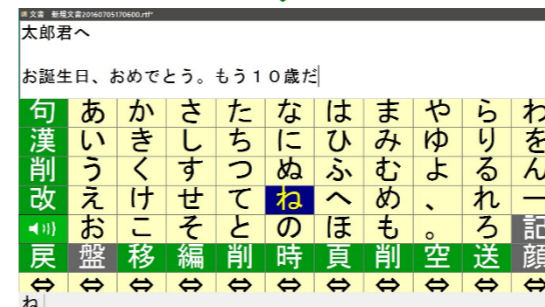 文書 新規文書20160705170600.rtf*
太郎君へ
お誕生日、おめでとう。もう１０歳だ
句 あ か さ た な は ま や ら わ
漢 い き し ち に ひ み ゆ り を
削 う く す つ ぬ ふ む よ る ん
改 え け せ て ね へ め 、 れ ー
お こ そ と の ほ も 。 ろ 記
戻 盤 移 編 削 時 頁 削 空 送 顔
⇔ ⇔ ⇔ ⇔ ⇔ ⇔ ⇔ ⇔ ⇔ ⇔ ⇔
ね